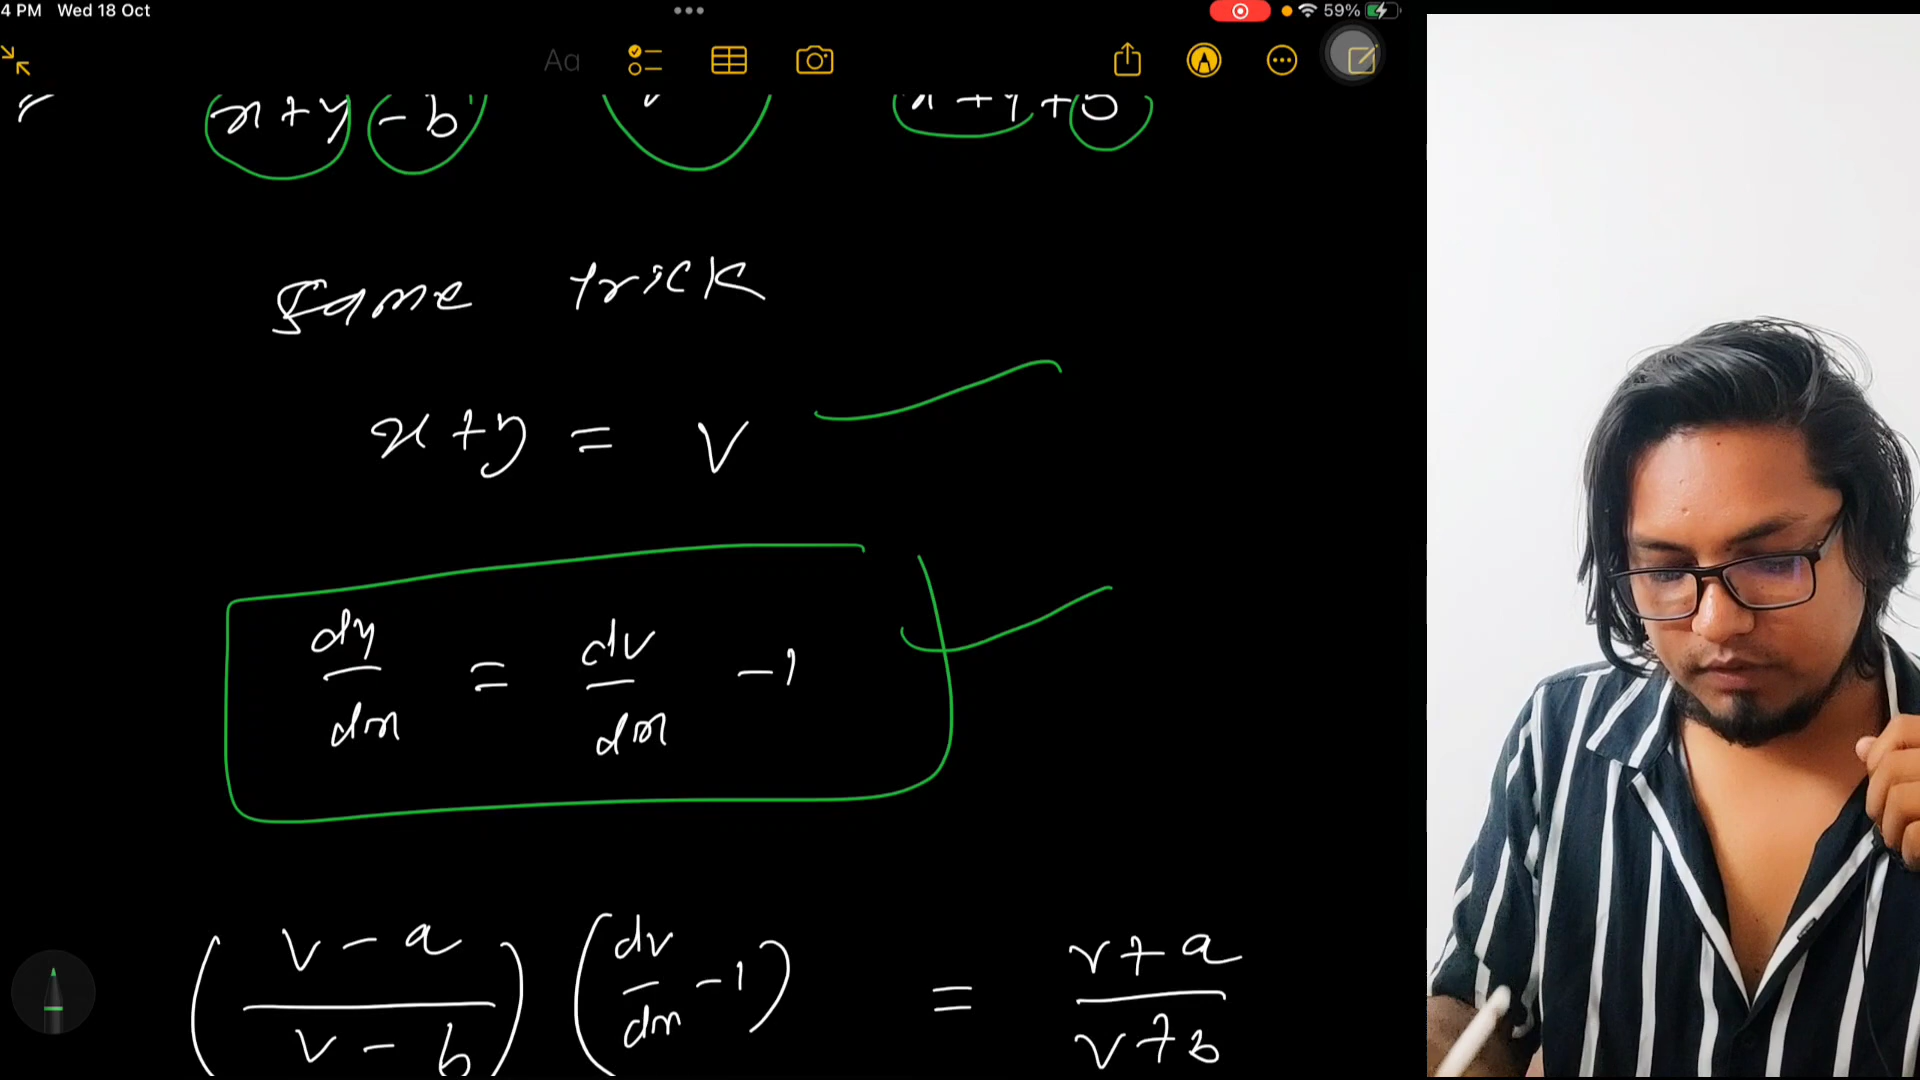 4 PM Wed 18 Oct
59%
Aa
x+y - b
x + y + b
Same trick
x + y = v
dy/dx = dv/dx - 1
(v - a / v - b) (dv/dx - 1) = v + a / v + b